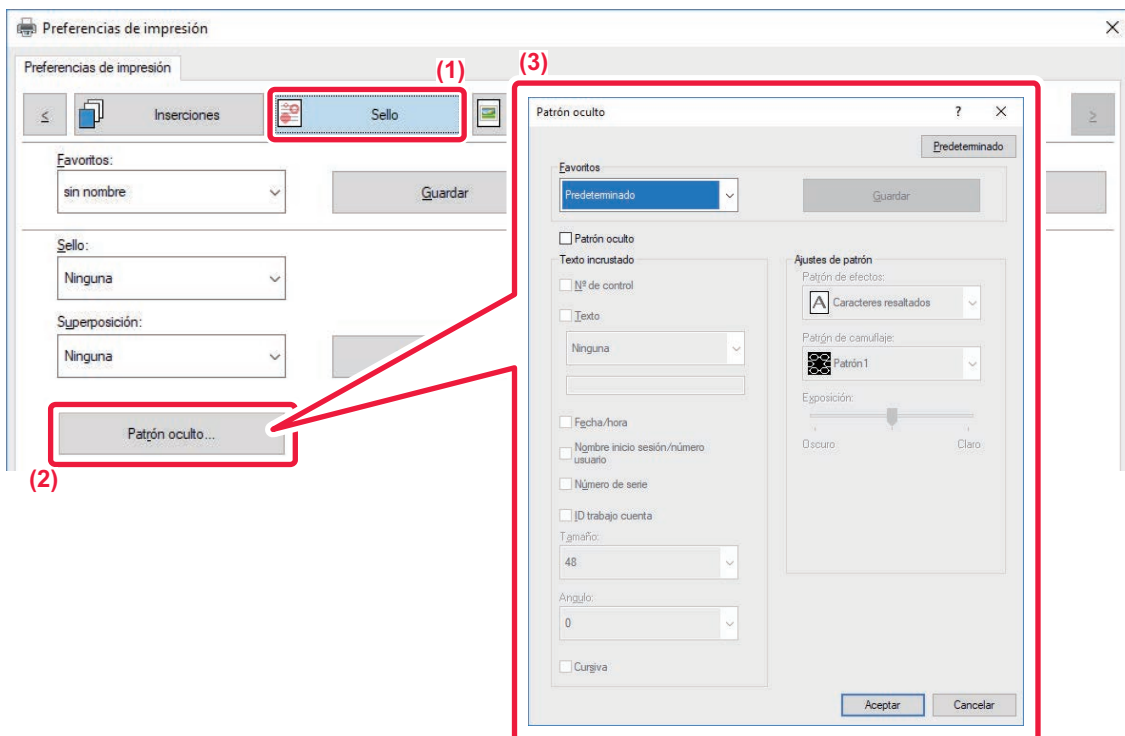 Preferencias de impresión
Preferencias de impresión
(1)
(3)
≤
Inserciones
Sello
≥
Favoritos:
sin nombre
Guardar
Sello:
Ninguna
Superposición:
Ninguna
Patrón oculto...
(2)
Patrón oculto
?
Predeterminado
Favoritos
Predeterminado
Guardar
Patrón oculto
Texto incrustado
Nº de control
Texto
Ninguna
Fecha/hora
Nombre inicio sesión/número
usuario
Número de serie
ID trabajo cuenta
Tamaño:
48
Angulo:
0
Cursiva
Ajustes de patrón
Patrón de efectos:
A Caracteres resaltados
Patrón de camuflaje:
Patrón1
Exposición:
Oscuro Claro
Aceptar Cancelar